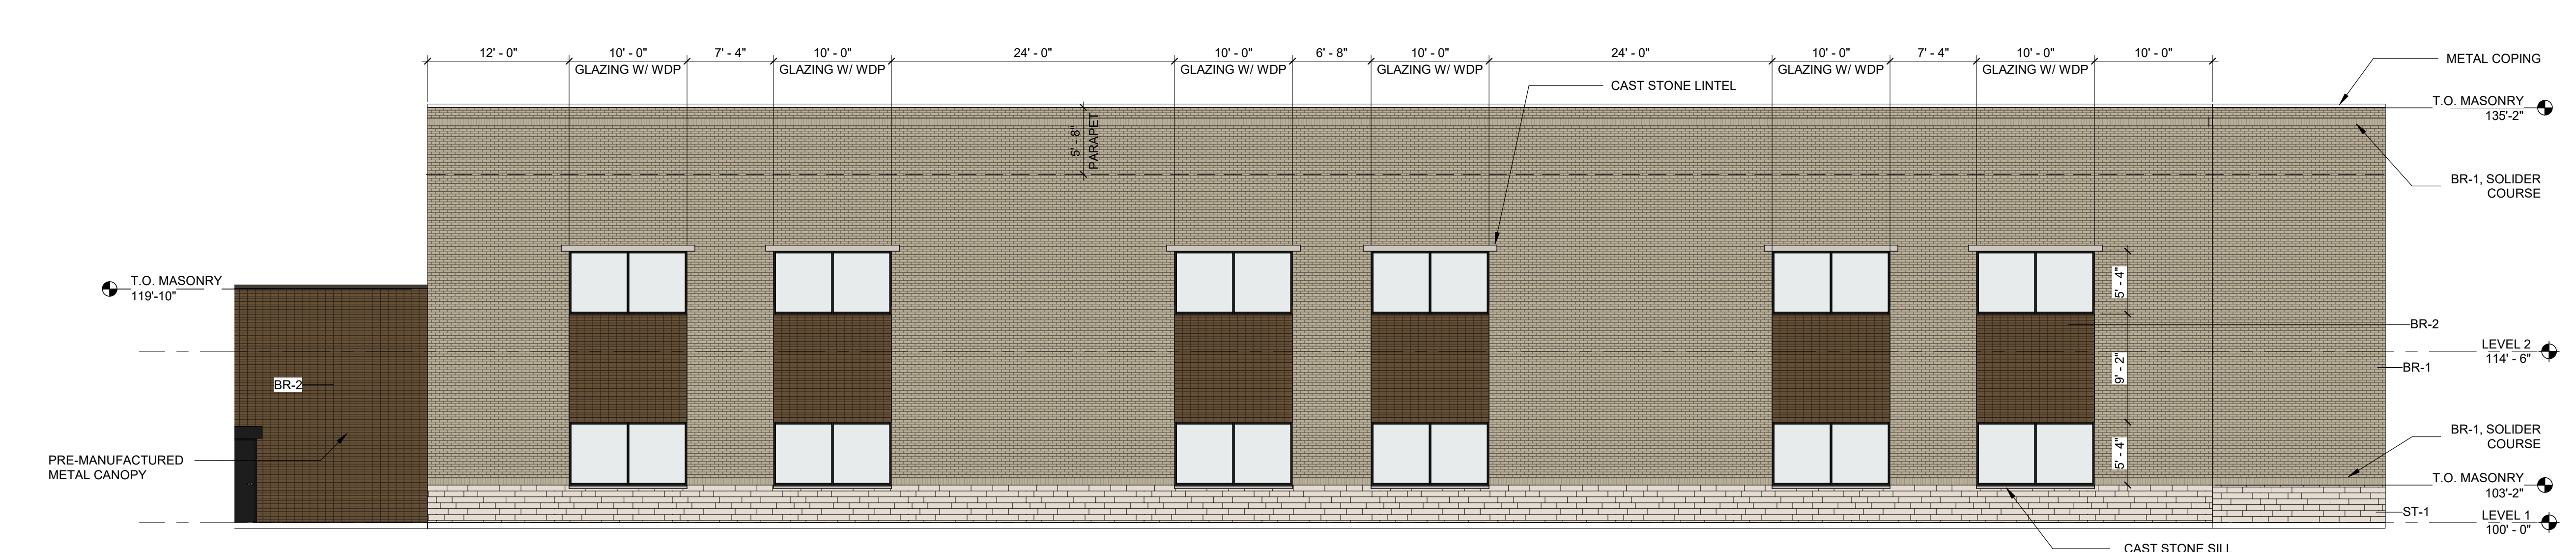 12' - 0"
10' - 0"
7' - 4"
10' - 0"
24' - 0"
10' - 0"
6' - 8"
10' - 0"
24' - 0"
10' - 0"
7' - 4"
10' - 0"
10' - 0"
GLAZING W/ WDP
GLAZING W/ WDP
GLAZING W/ WDP
GLAZING W/ WDP
GLAZING W/ WDP
GLAZING W/ WDP
METAL COPING
CAST STONE LINTEL
T.O. MASONRY
135'-2"
5' - 8"
PARAPET
BR-1, SOLIDER
COURSE
T.O. MASONRY
119'-10"
5' - 4"
BR-2
LEVEL 2
114' - 6"
9' - 2"
BR-1
BR-2
BR-1, SOLIDER
COURSE
5' - 4"
PRE-MANUFACTURED
METAL CANOPY
T.O. MASONRY
103'-2"
ST-1
LEVEL 1
100' - 0"
CAST STONE SILL